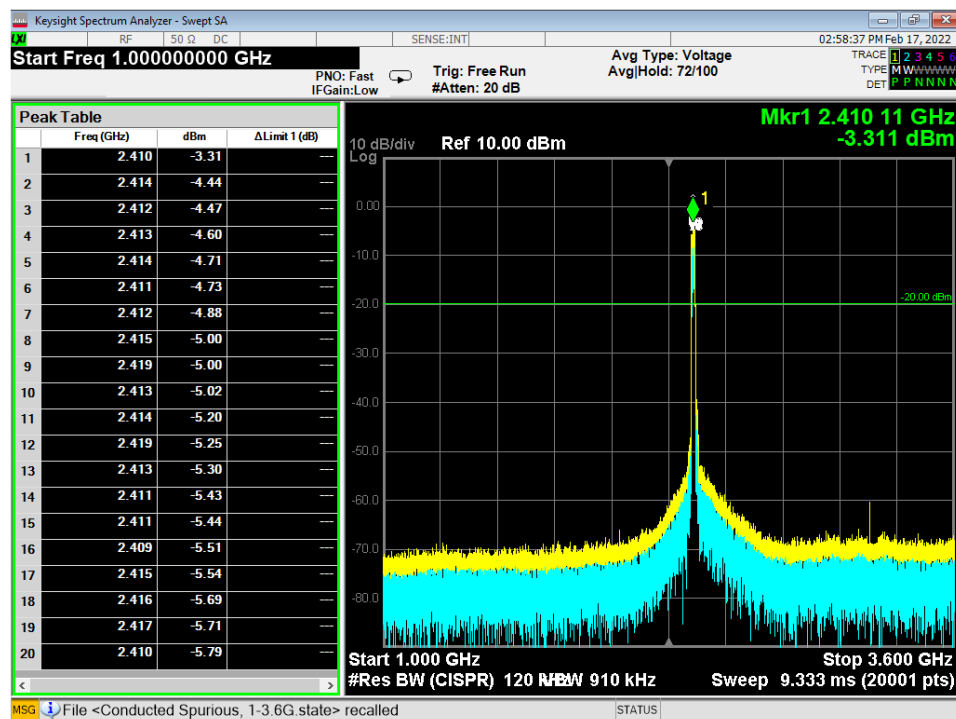 Keysight Spectrum Analyzer - Swept SA
LXI RF 50 Ω DC SENSE:INT 02:58:37 PM Feb 17, 2022
Start Freq 1.000000000 GHz
PNO: Fast
IFGain:Low
Trig: Free Run
#Atten: 20 dB
Avg Type: Voltage
Avg|Hold: 72/100
TRACE 1 2 3 4 5 6
TYPE M W W W W W
DET P P N N N N
Peak Table
Freq (GHz) dBm ΔLimit 1 (dB)
1 2.410 -3.31 ---
2 2.414 -4.44 ---
3 2.412 -4.47 ---
4 2.413 -4.60 ---
5 2.414 -4.71 ---
6 2.411 -4.73 ---
7 2.412 -4.88 ---
8 2.415 -5.00 ---
9 2.419 -5.00 ---
10 2.413 -5.02 ---
11 2.414 -5.20 ---
12 2.419 -5.25 ---
13 2.413 -5.30 ---
14 2.411 -5.43 ---
15 2.411 -5.44 ---
16 2.409 -5.51 ---
17 2.415 -5.54 ---
18 2.416 -5.69 ---
19 2.417 -5.71 ---
20 2.410 -5.79 ---
Mkr1 2.410 11 GHz
-3.311 dBm
10 dB/div Ref 10.00 dBm
Log
1
0.00
-10.0
-20.0
-20.00 dBm
-30.0
-40.0
-50.0
-60.0
-70.0
-80.0
Start 1.000 GHz Stop 3.600 GHz
#Res BW (CISPR) 120 kHz VBW 910 kHz Sweep 9.333 ms (20001 pts)
MSG File <Conducted Spurious, 1-3.6G.state> recalled STATUS